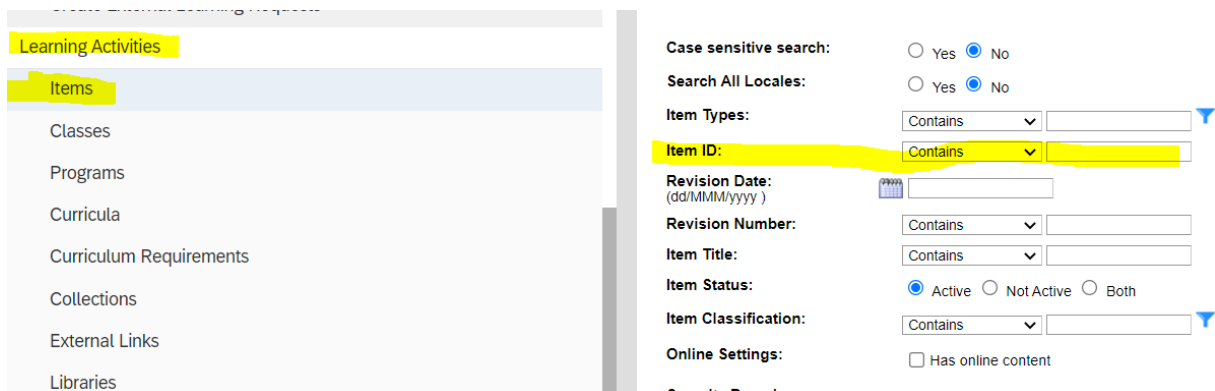 Learning Activities
Items
Classes
Programs
Curricula
Curriculum Requirements
Collections
External Links
Libraries
Case sensitive search: Yes No
Search All Locales: Yes No
Item Types: Contains
Item ID: Contains
Revision Date:
(dd/MMM/yyyy )
Revision Number: Contains
Item Title: Contains
Item Status: Active Not Active Both
Item Classification: Contains
Online Settings: Has online content